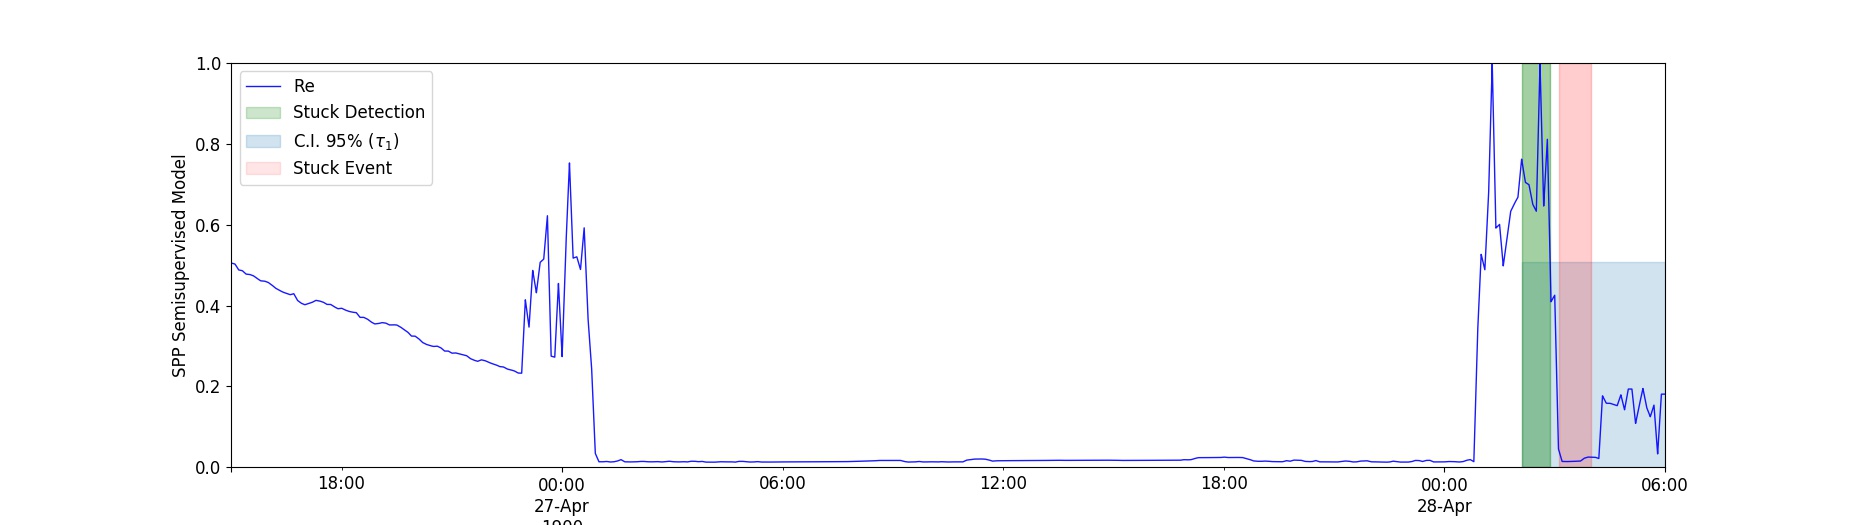 1.0
0.8
0.6
0.4
0.2
0.0
SPP Semisupervised Model
Re
Stuck Detection
C.I. 95% (τ₁)
Stuck Event
18:00
00:00
27-Apr
1900
06:00
12:00
18:00
00:00
28-Apr
06:00